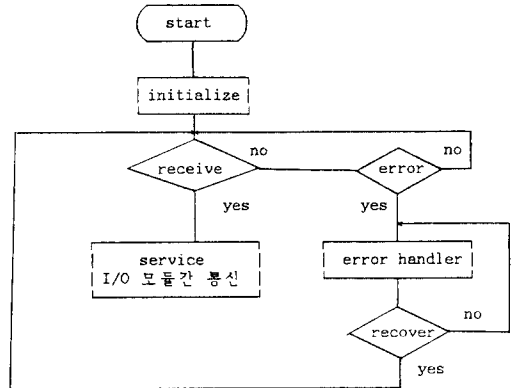 start
initialize
receive
no
error
no
yes
yes
service
I/O 모듈간 통신
error handler
recover
no
yes